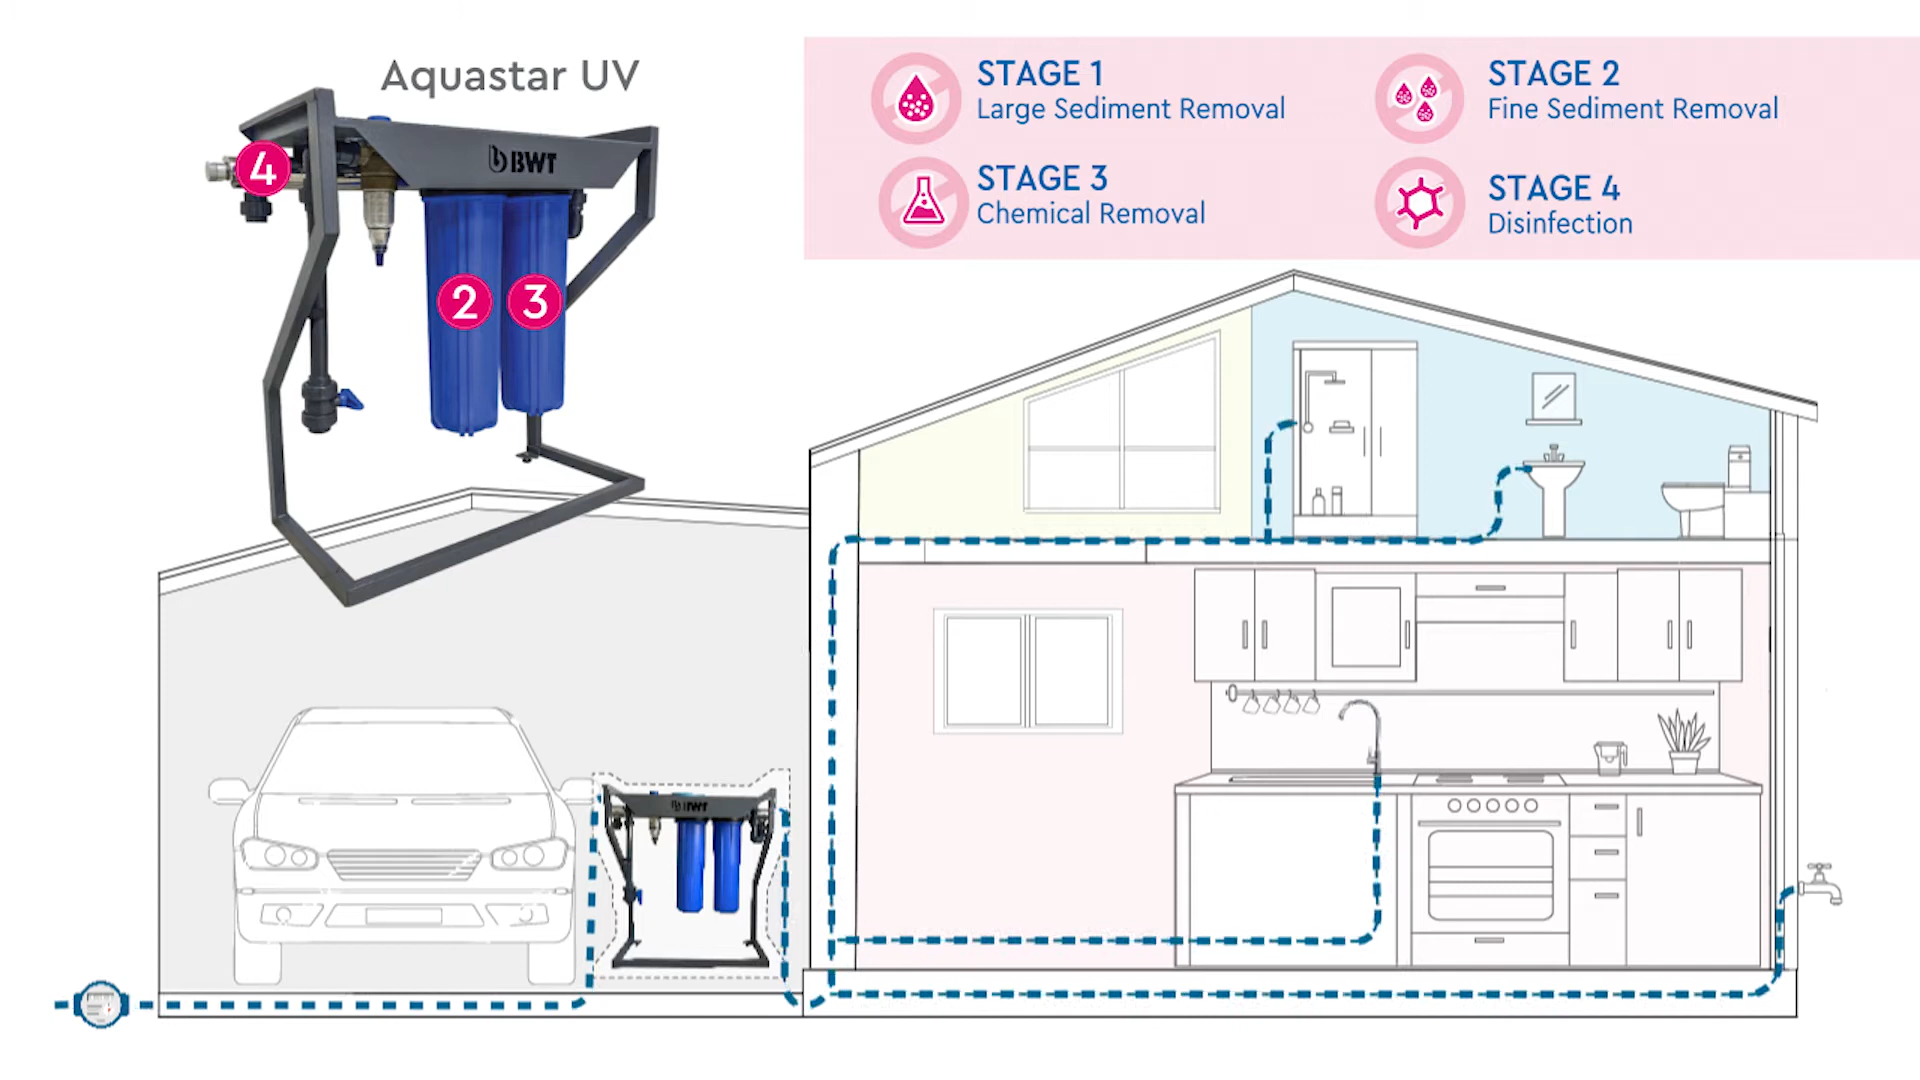 Aquastar UV
STAGE 1
Large Sediment Removal
STAGE 2
Fine Sediment Removal
STAGE 3
Chemical Removal
STAGE 4
Disinfection
4
BWT
2
3
BWT